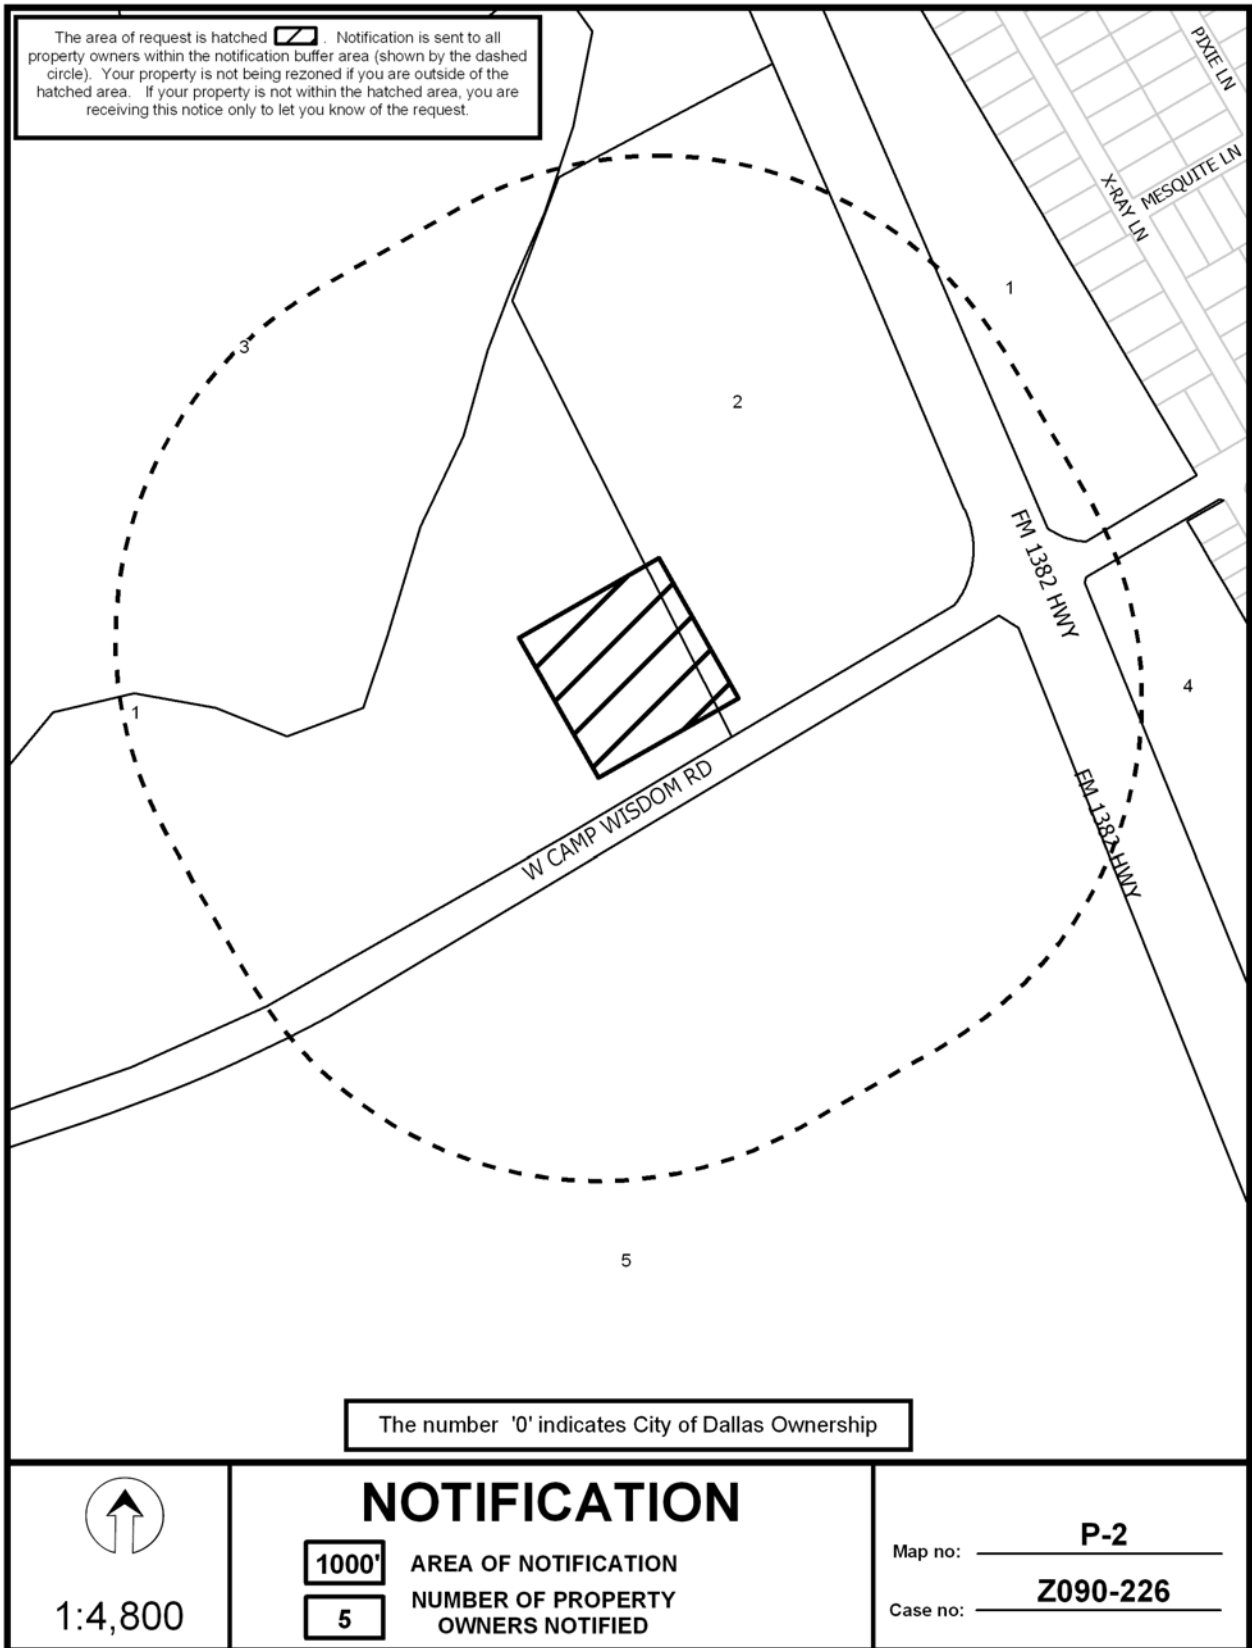 The area of request is hatched . Notification is sent to all
property owners within the notification buffer area (shown by the dashed
circle). Your property is not being rezoned if you are outside of the
hatched area. If your property is not within the hatched area, you are
receiving this notice only to let you know of the request.
PIXIE LN
MESQUITE LN
X-RAY LN
1
3
2
FM 1382 HWY
4
1
W CAMP WISDOM RD
FM 1382 HWY
5
The number '0' indicates City of Dallas Ownership
1:4,800
NOTIFICATION
1000' AREA OF NOTIFICATION
5 NUMBER OF PROPERTY
OWNERS NOTIFIED
Map no: P-2
Case no: Z090-226